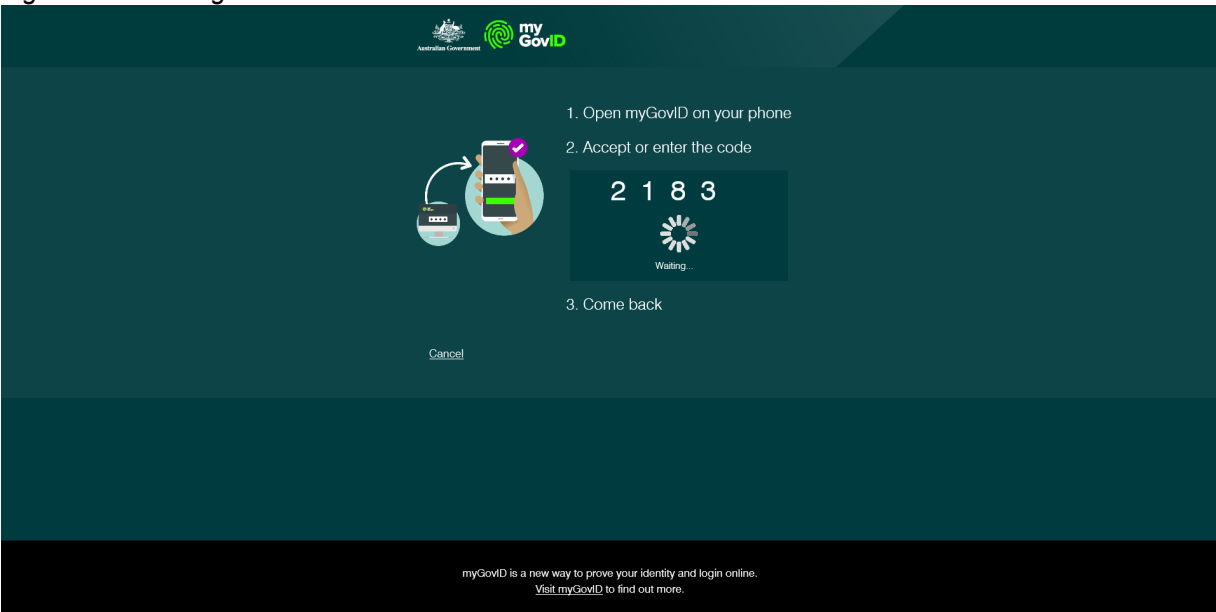 Australian Government
my
GovID
1. Open myGovID on your phone
2. Accept or enter the code
2 1 8 3
Waiting...
3. Come back
Cancel
myGovID is a new way to prove your identity and login online.
Visit myGovID to find out more.